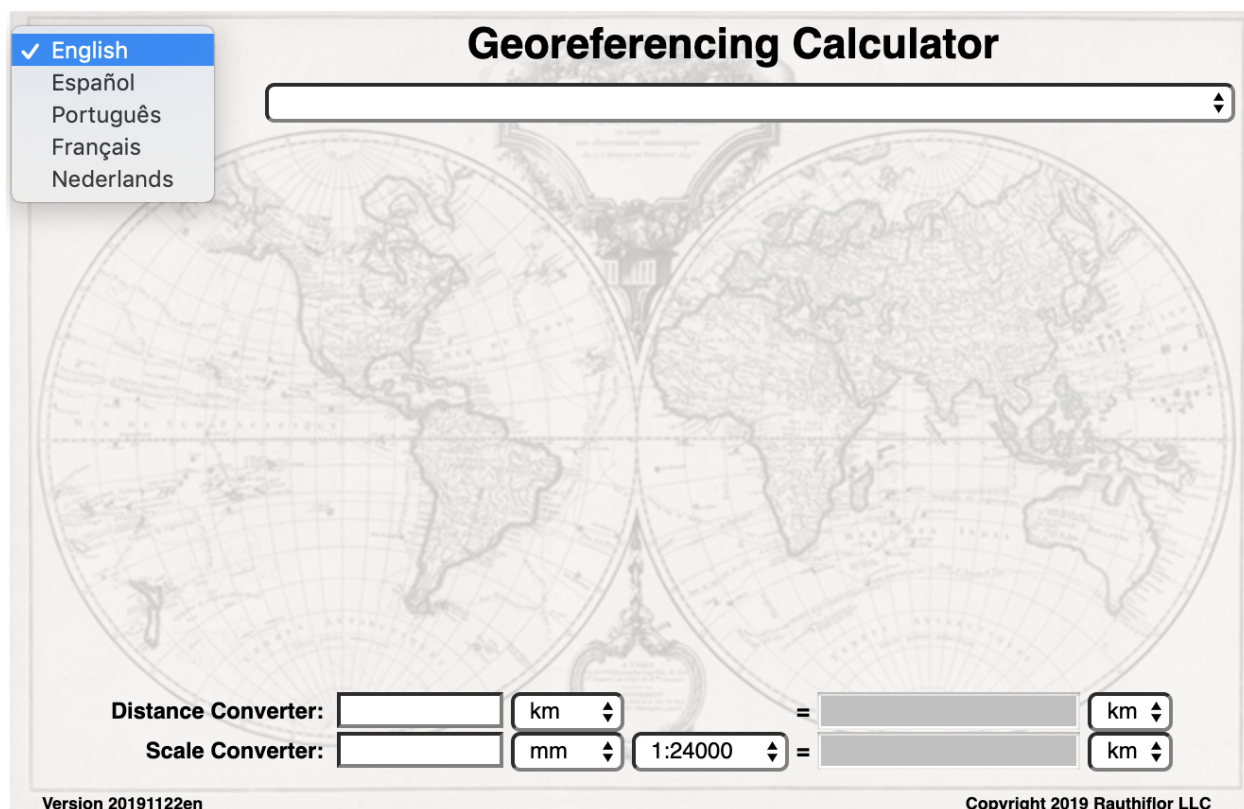 ✓ English
Español
Português
Français
Nederlands
Georeferencing Calculator
Distance Converter: km = km
Scale Converter: mm 1:24000 = km
Version 20191122en
Copyright 2019 Rauthiflor LLC